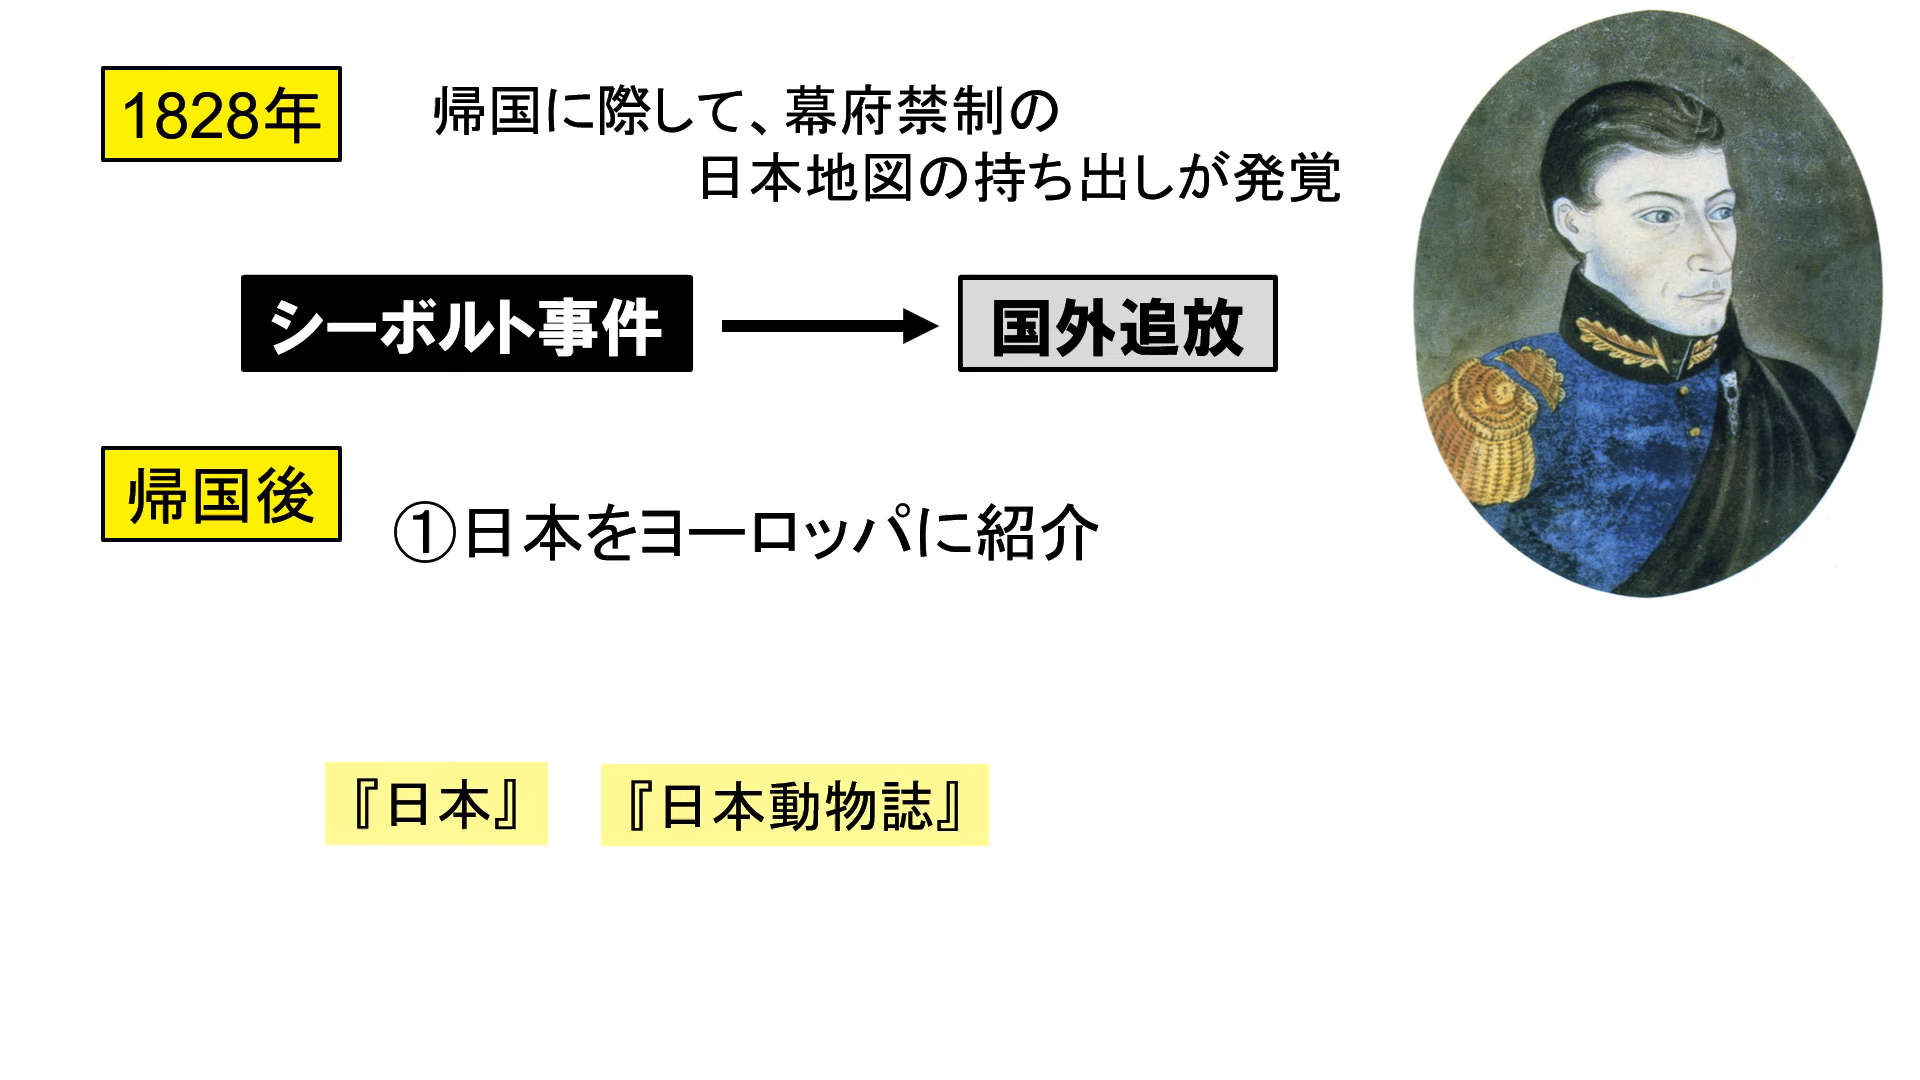 1828年
帰国に際して、幕府禁制の
日本地図の持ち出しが発覚
シーボルト事件
国外追放
帰国後
①日本をヨーロッパに紹介
『日本』
『日本動物誌』